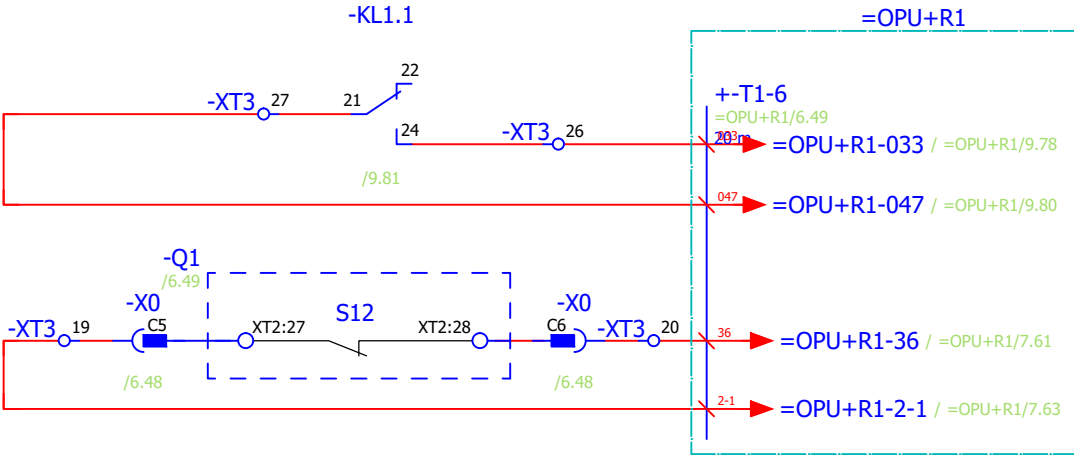 -KL1.1
=OPU+R1
22
-XT3 27
21
+-T1-6
=OPU+R1/6.49
24
-XT3 26
20 m
033
=OPU+R1-033 / =OPU+R1/9.78
/9.81
047
=OPU+R1-047 / =OPU+R1/9.80
-Q1
/6.49
-X0
S12
-X0
-XT3 19
C5
XT2:27
XT2:28
C6
-XT3 20
36
=OPU+R1-36 / =OPU+R1/7.61
/6.48
/6.48
2-1
=OPU+R1-2-1 / =OPU+R1/7.63